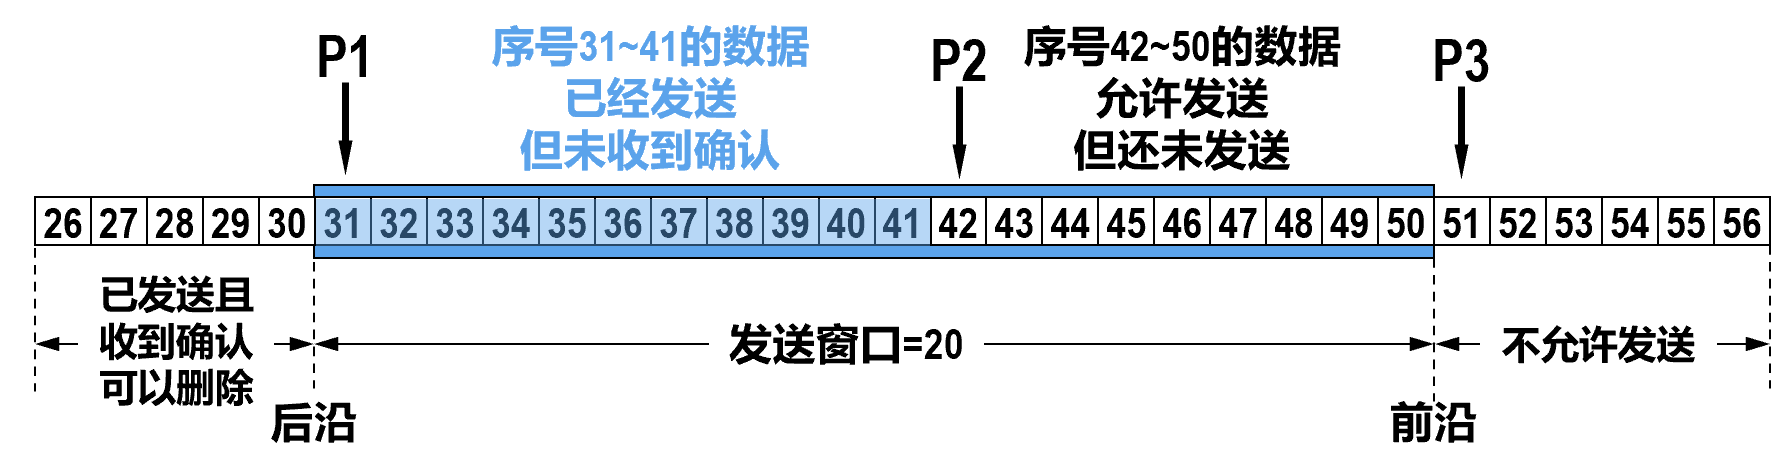 P1
序号31~41的数据
已经发送
但未收到确认
P2
序号42~50的数据
允许发送
但还未发送
P3
26 27 28 29 30 31 32 33 34 35 36 37 38 39 40 41 42 43 44 45 46 47 48 49 50 51 52 53 54 55 56
已发送且
收到确认
可以删除
发送窗口=20
不允许发送
后沿
前沿